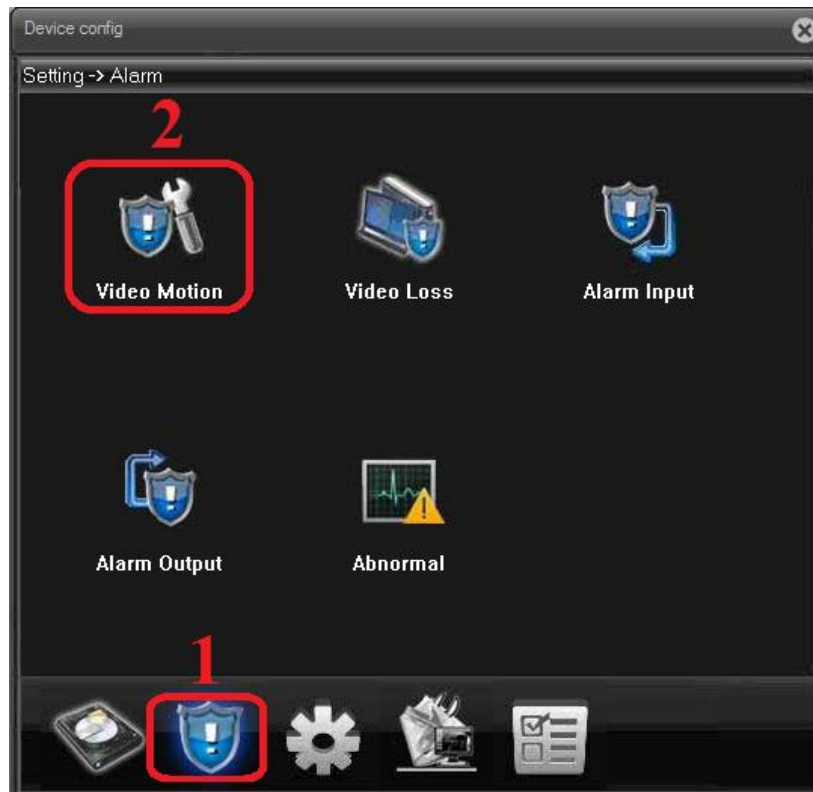 Device config
Setting -> Alarm
2
Video Motion
Video Loss
Alarm Input
Alarm Output
Abnormal
1